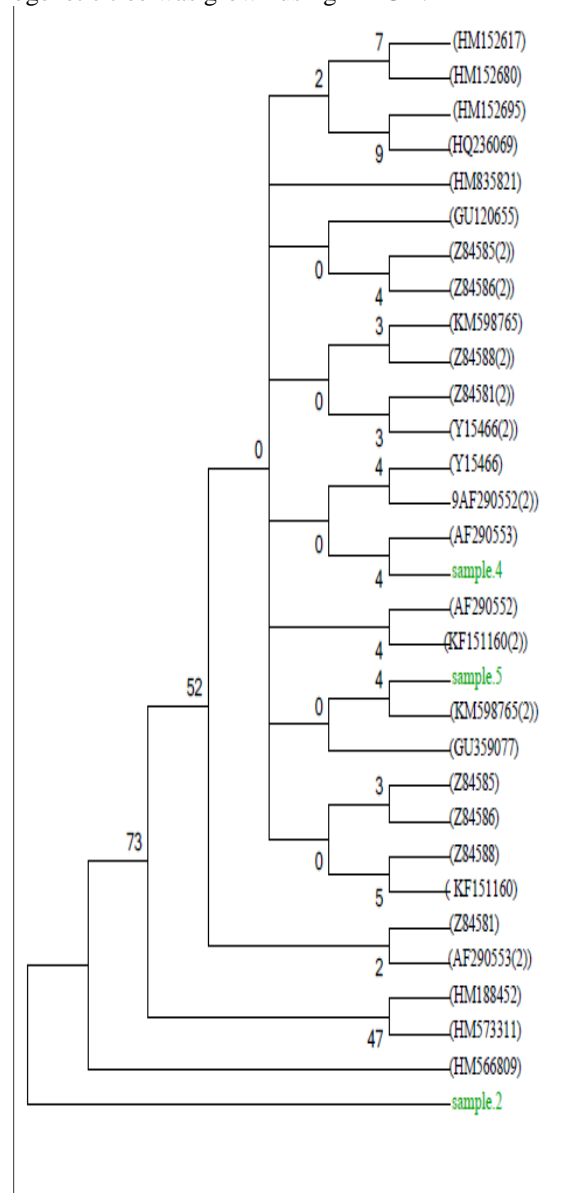 7
(HM152617)
2
(HM152680)
(HM152695)
9
(HQ236069)
(HM835821)
(GU120655)
0
(Z84585(2))
4
(Z84586(2))
3
(KM598765)
0
(Z84588(2))
(Z84581(2))
3
(Y15466(2))
0
4
(Y15466)
9AF290552(2))
0
(AF290553)
4
sample.4
(AF290552)
4
(KF151160(2))
52
4
sample.5
0
(KM598765(2))
(GU359077)
3
(Z84585)
(Z84586)
73
0
(Z84588)
5
( KF151160)
(Z84581)
2
(AF290553(2))
(HM188452)
47
(HM573311)
(HM566809)
sample.2